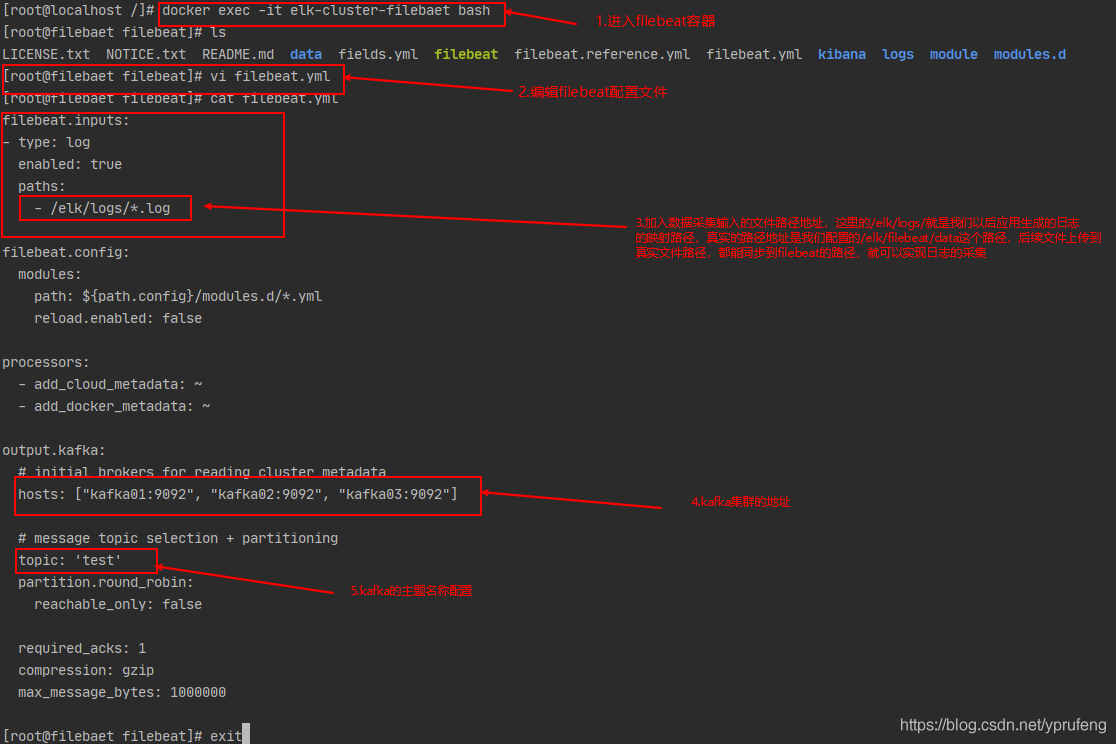 [root@localhost /]# docker exec -it elk-cluster-filebaet bash
1.进入filebeat容器
[root@filebaet filebeat]# ls
LICENSE.txt NOTICE.txt README.md data fields.yml filebeat filebeat.reference.yml filebeat.yml kibana logs module modules.d
[root@filebaet filebeat]# vi filebeat.yml
2.编辑filebeat配置文件
[root@filebaet filebeat]# cat filebeat.yml
filebeat.inputs:
- type: log
  enabled: true
  paths:
    - /elk/logs/*.log
3.加入数据采集输入的文件路径地址，这里的/elk/logs/就是我们以后应用生成的日志
的映射路径，真实的路径地址是我们配置的/elk/filebeat/data这个路径，后续文件上传到
真实文件路径，都能同步到filebeat的路径，就可以实现日志的采集
filebeat.config:
  modules:
    path: ${path.config}/modules.d/*.yml
    reload.enabled: false
processors:
  - add_cloud_metadata: ~
  - add_docker_metadata: ~
output.kafka:
  # initial brokers for reading cluster metadata
  hosts: ["kafka01:9092", "kafka02:9092", "kafka03:9092"]
4.kafka集群的地址
  # message topic selection + partitioning
  topic: 'test'
  partition.round_robin:
5.kafka的主题名称配置
    reachable_only: false
  required_acks: 1
  compression: gzip
  max_message_bytes: 1000000
[root@filebaet filebeat]# exit
https://blog.csdn.net/yprufeng